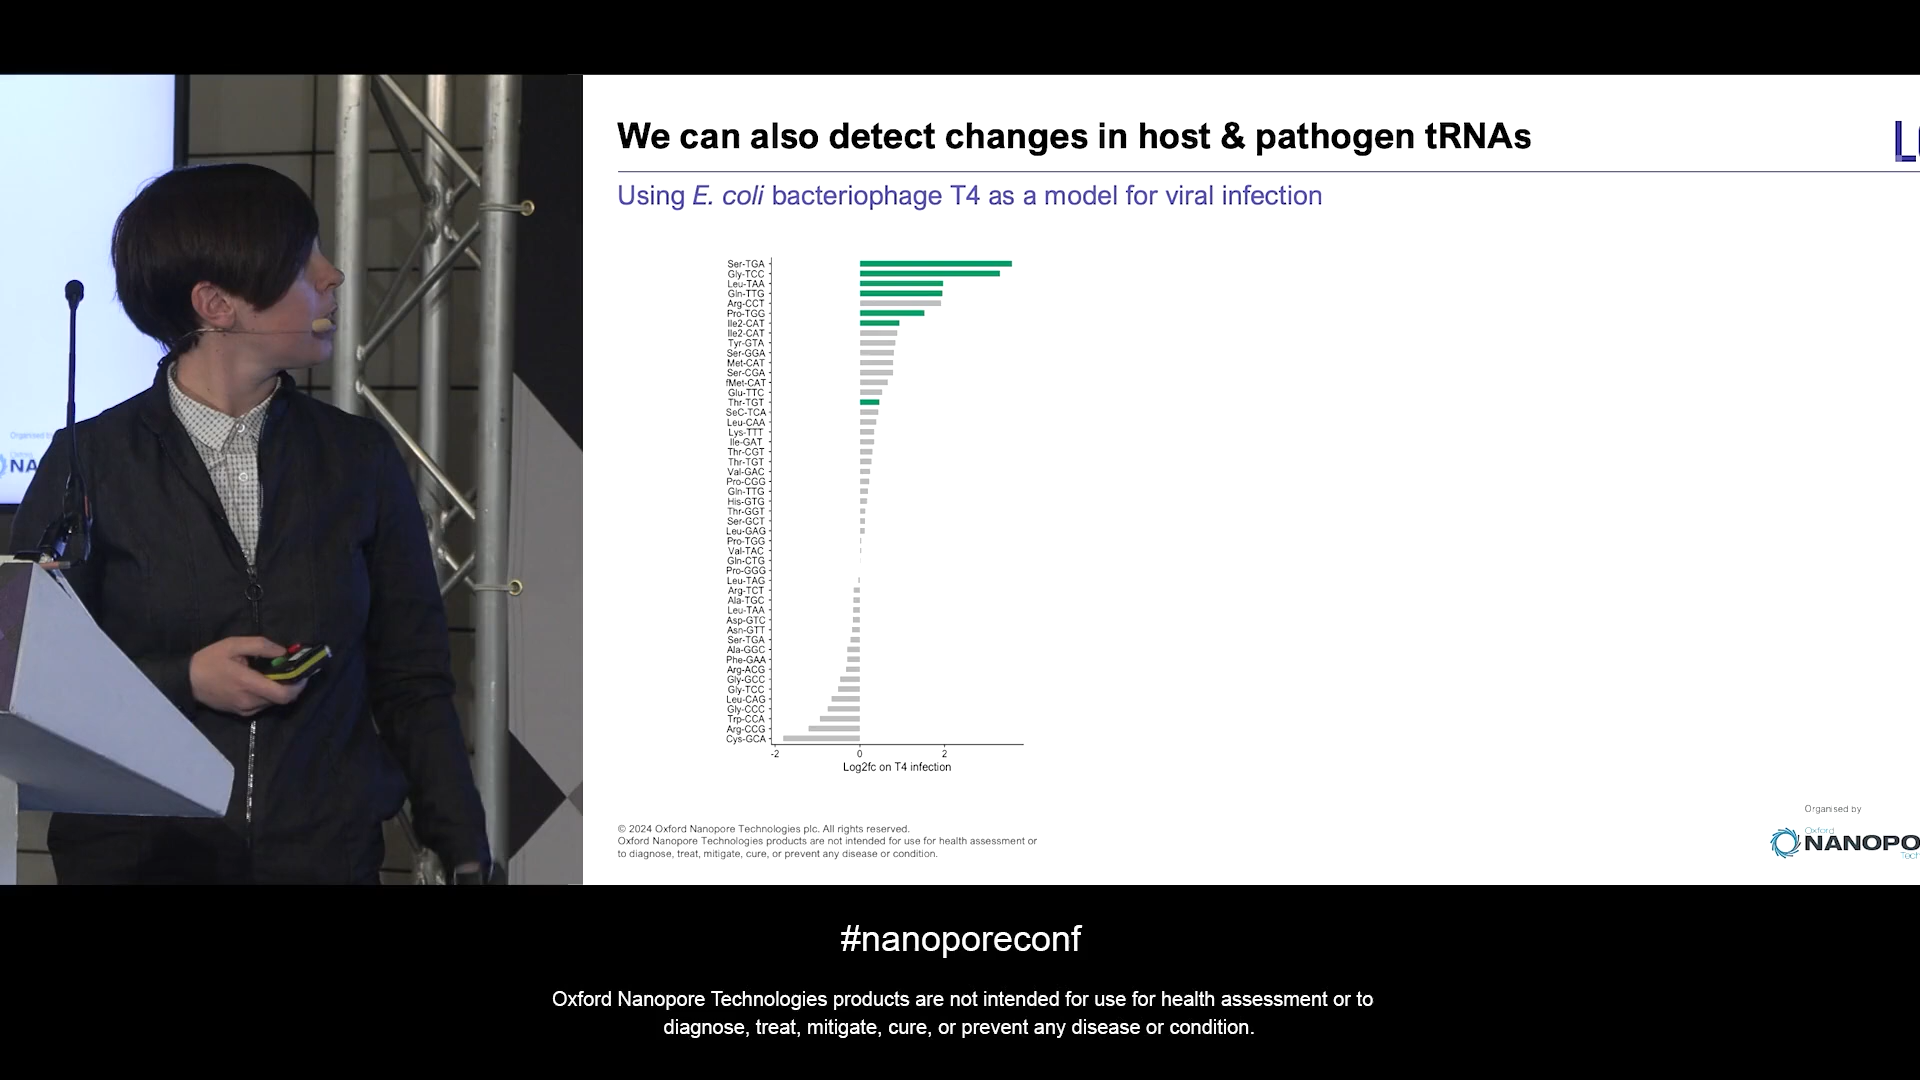 We can also detect changes in host & pathogen tRNAs
Using E. coli bacteriophage T4 as a model for viral infection
Ser-TGA
Gly-TCC
Leu-TAA
Gln-TTG
Arg-CCT
Pro-TGG
Ile2-CAT
Ile2-CAT
Tyr-GTA
Ser-GGA
Met-CAT
Ser-CGA
fMet-CAT
Glu-TTC
Thr-TGT
SeC-TCA
Leu-CAA
Lys-TTT
Ile-GAT
Thr-CGT
Thr-TGT
Val-GAC
Pro-CGG
Gln-TTG
His-GTG
Thr-GGT
Ser-GCT
Leu-GAG
Pro-TGG
Val-TAC
Gln-CTG
Pro-GGG
Leu-TAG
Arg-TCT
Ala-TGC
Leu-TAA
Asp-GTC
Asn-GTT
Ser-TGA
Ala-GGC
Phe-GAA
Arg-ACG
Gly-GCC
Gly-TCC
Leu-CAG
Gly-CCC
Trp-CCA
Arg-CCG
Cys-GCA
-2 0 2
Log2fc on T4 infection
© 2024 Oxford Nanopore Technologies plc. All rights reserved.
Oxford Nanopore Technologies products are not intended for use for health assessment or
to diagnose, treat, mitigate, cure, or prevent any disease or condition.
Organised by
Oxford
NANOPO
Tech
Organised b
NA
#nanoporeconf
Oxford Nanopore Technologies products are not intended for use for health assessment or to
diagnose, treat, mitigate, cure, or prevent any disease or condition.